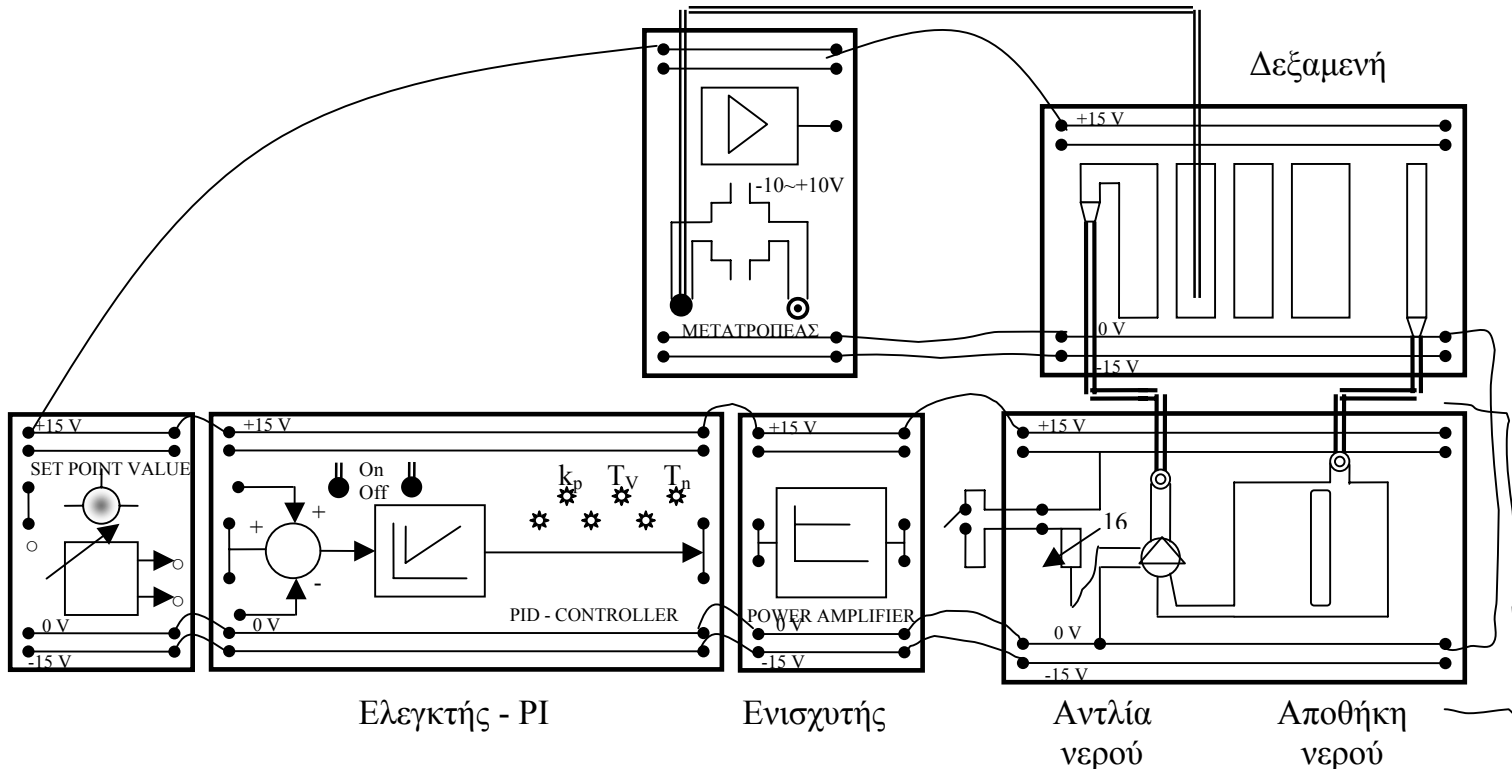 Δεξαμενή
+15 V
-10~+10V
ΜΕΤΑΤΡΟΠΕΑΣ
0 V
-15 V
+15 V
SET POINT VALUE
0 V
-15 V
+15 V
On
Off
kp TV Tn
+
+
-
PID - CONTROLLER
0 V
+15 V
POWER AMPLIFIER
0 V
-15 V
+15 V
16
0 V
-15 V
Ελεγκτής - PI
Ενισχυτής
Αντλία
νερού
Αποθήκη
νερού